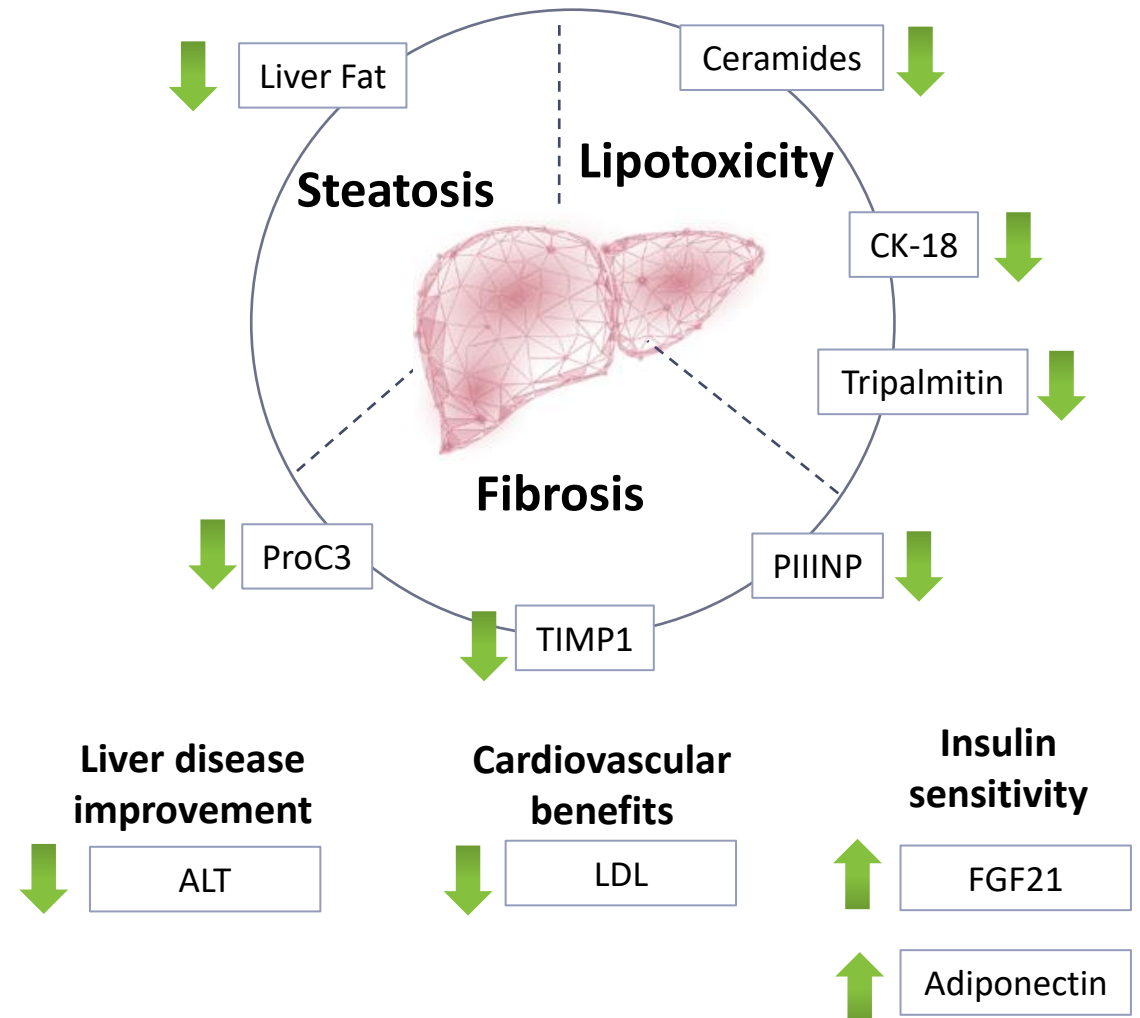 Liver Fat
Ceramides
Lipotoxicity
Steatosis
CK-18
Tripalmitin
Fibrosis
ProC3
PIIINP
TIMP1
Liver disease
improvement
ALT
Cardiovascular
benefits
LDL
Insulin
sensitivity
FGF21
Adiponectin